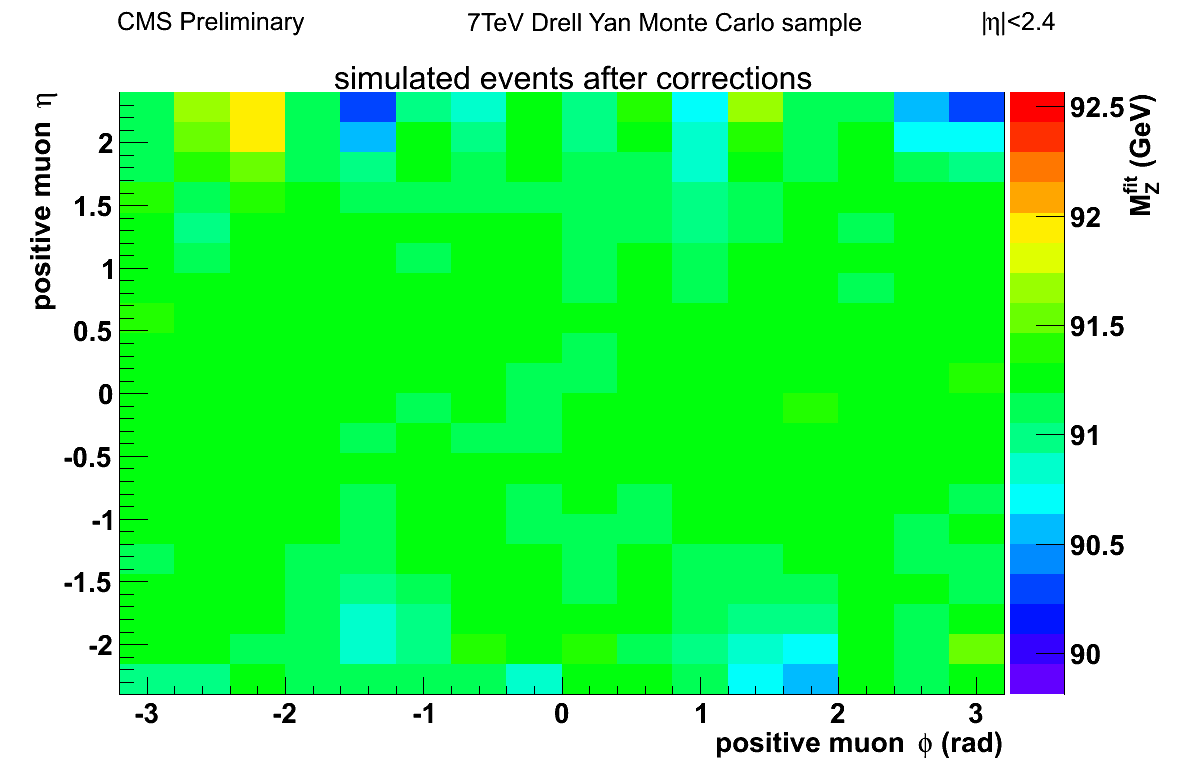 CMS Preliminary 7TeV Drell Yan Monte Carlo sample |η|<2.4
simulated events after corrections
positive muon η
2
1.5
1
0.5
0
-0.5
-1
-1.5
-2
-3 -2 -1 0 1 2 3
positive muon ϕ (rad)
92.5
92
91.5
91
90.5
90
M_Z^fit (GeV)